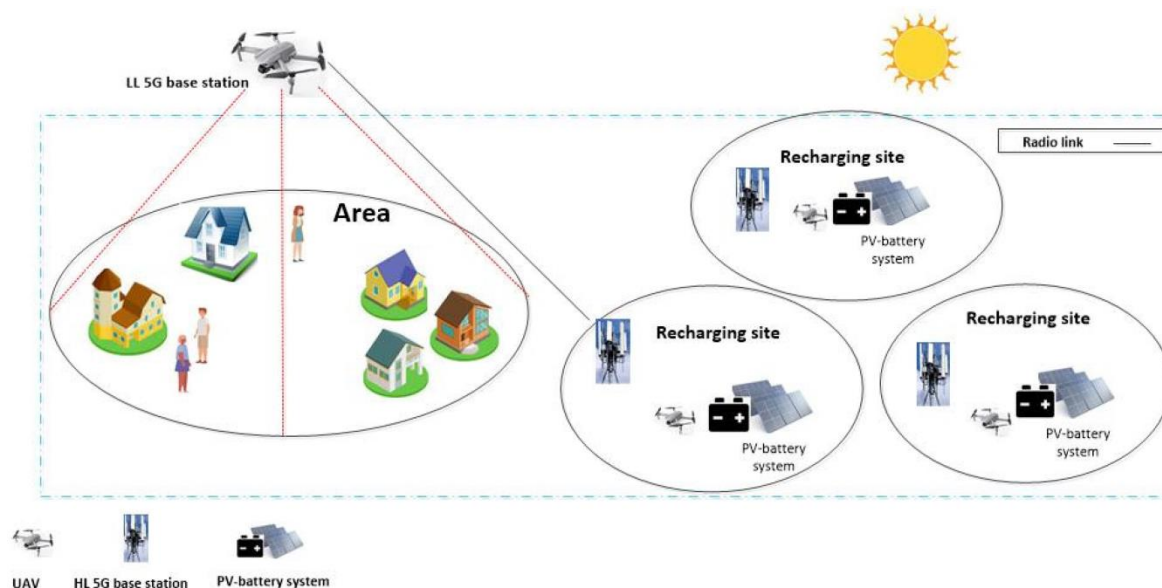 LL 5G base station
Radio link
Recharging site
PV-battery
system
Area
Recharging site
PV-battery
system
Recharging site
PV-battery
system
UAV
HL 5G base station
PV-battery system